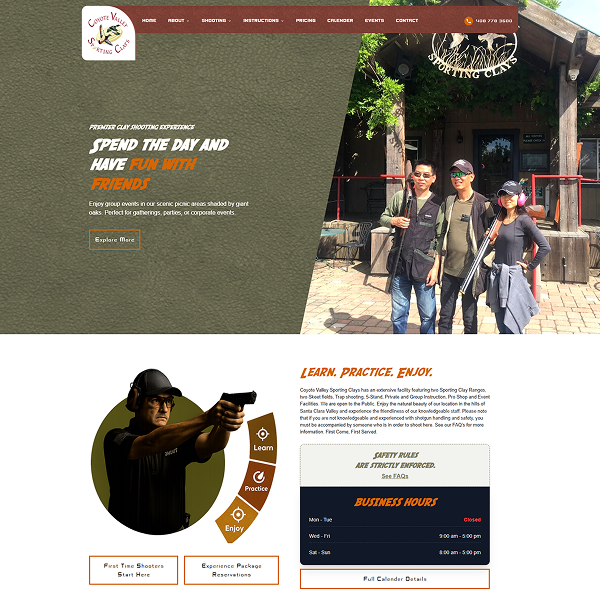 Coyote Valley
Sporting Clays
HOME ABOUT SHOOTING INSTRUCTIONS PRICING CALENDER EVENTS CONTACT 408 778 3600
SPORTING CLAYS
Premier clay shooting experience
Spend the day and
have fun with
friends
Enjoy group events in our scenic picnic areas shaded by giant
oaks. Perfect for gatherings, parties, or corporate events.
Explore More
Learn. Practice. Enjoy.
Coyote Valley Sporting Clays has an extensive facility featuring two Sporting Clay Ranges,
two Skeet fields, Trap shooting, 5-Stand, Private and Group Instruction, Pro Shop and Event
Facilities. We are open to the Public. Enjoy the natural beauty of our location in the hills of
Santa Clara Valley and experience the friendliness of our knowledgeable staff. Please note
that if you are not knowledgeable and experienced with shotgun handling and safety, you
must be accompanied by someone who is in order to shoot here. See our FAQ's for more
information. First Come, First Served.
Learn
Practice
Enjoy
Safety rules
are strictly enforced.
See FAQs
Business Hours
Mon - Tue Closed
Wed - Fri 9:00 am - 5:00 pm
Sat - Sun 8:00 am - 5:00 pm
First Time Shooters
Start Here
Experience Package
Reservations
Full Calender Details